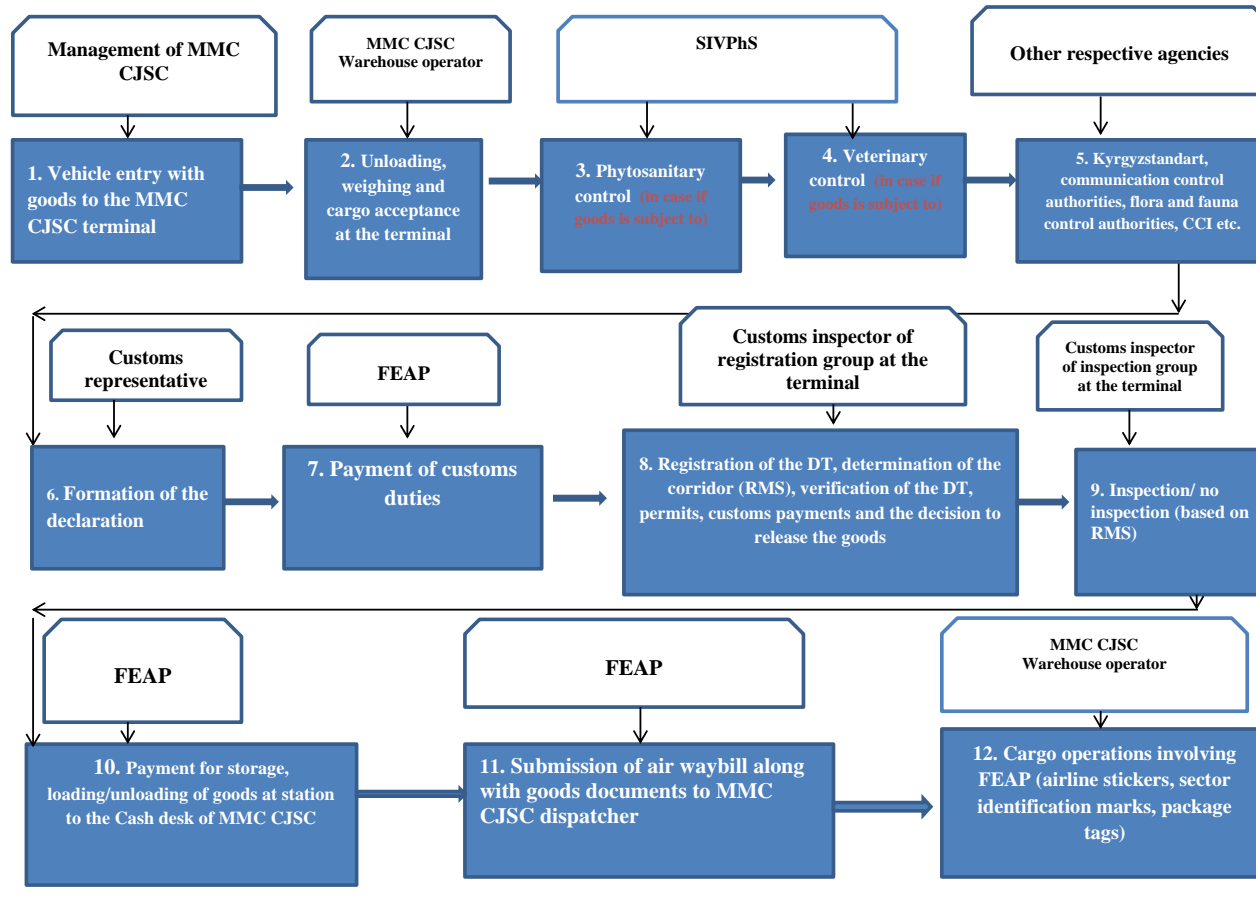 Management of MMC
CJSC
MMC CJSC
Warehouse operator
SIVPhS
Other respective agencies
1. Vehicle entry with
goods to the MMC
CJSC terminal
2. Unloading,
weighing and
cargo acceptance
at the terminal
3. Phytosanitary
control (in case if
goods is subject to)
4. Veterinary
control (in case if
goods is subject to)
5. Kyrgyzstandart,
communication control
authorities, flora and fauna
control authorities, CCI etc.
Customs
representative
FEAP
Customs inspector of
registration group at the
terminal
Customs inspector
of inspection group
at the terminal
6. Formation of the
declaration
7. Payment of customs
duties
8. Registration of the DT, determination of the
corridor (RMS), verification of the DT,
permits, customs payments and the decision to
release the goods
9. Inspection/ no
inspection (based on
RMS)
FEAP
FEAP
MMC CJSC
Warehouse operator
10. Payment for storage,
loading/unloading of goods at station
to the Cash desk of MMC CJSC
11. Submission of air waybill along
with goods documents to MMC
CJSC dispatcher
12. Cargo operations involving
FEAP (airline stickers, sector
identification marks, package
tags)